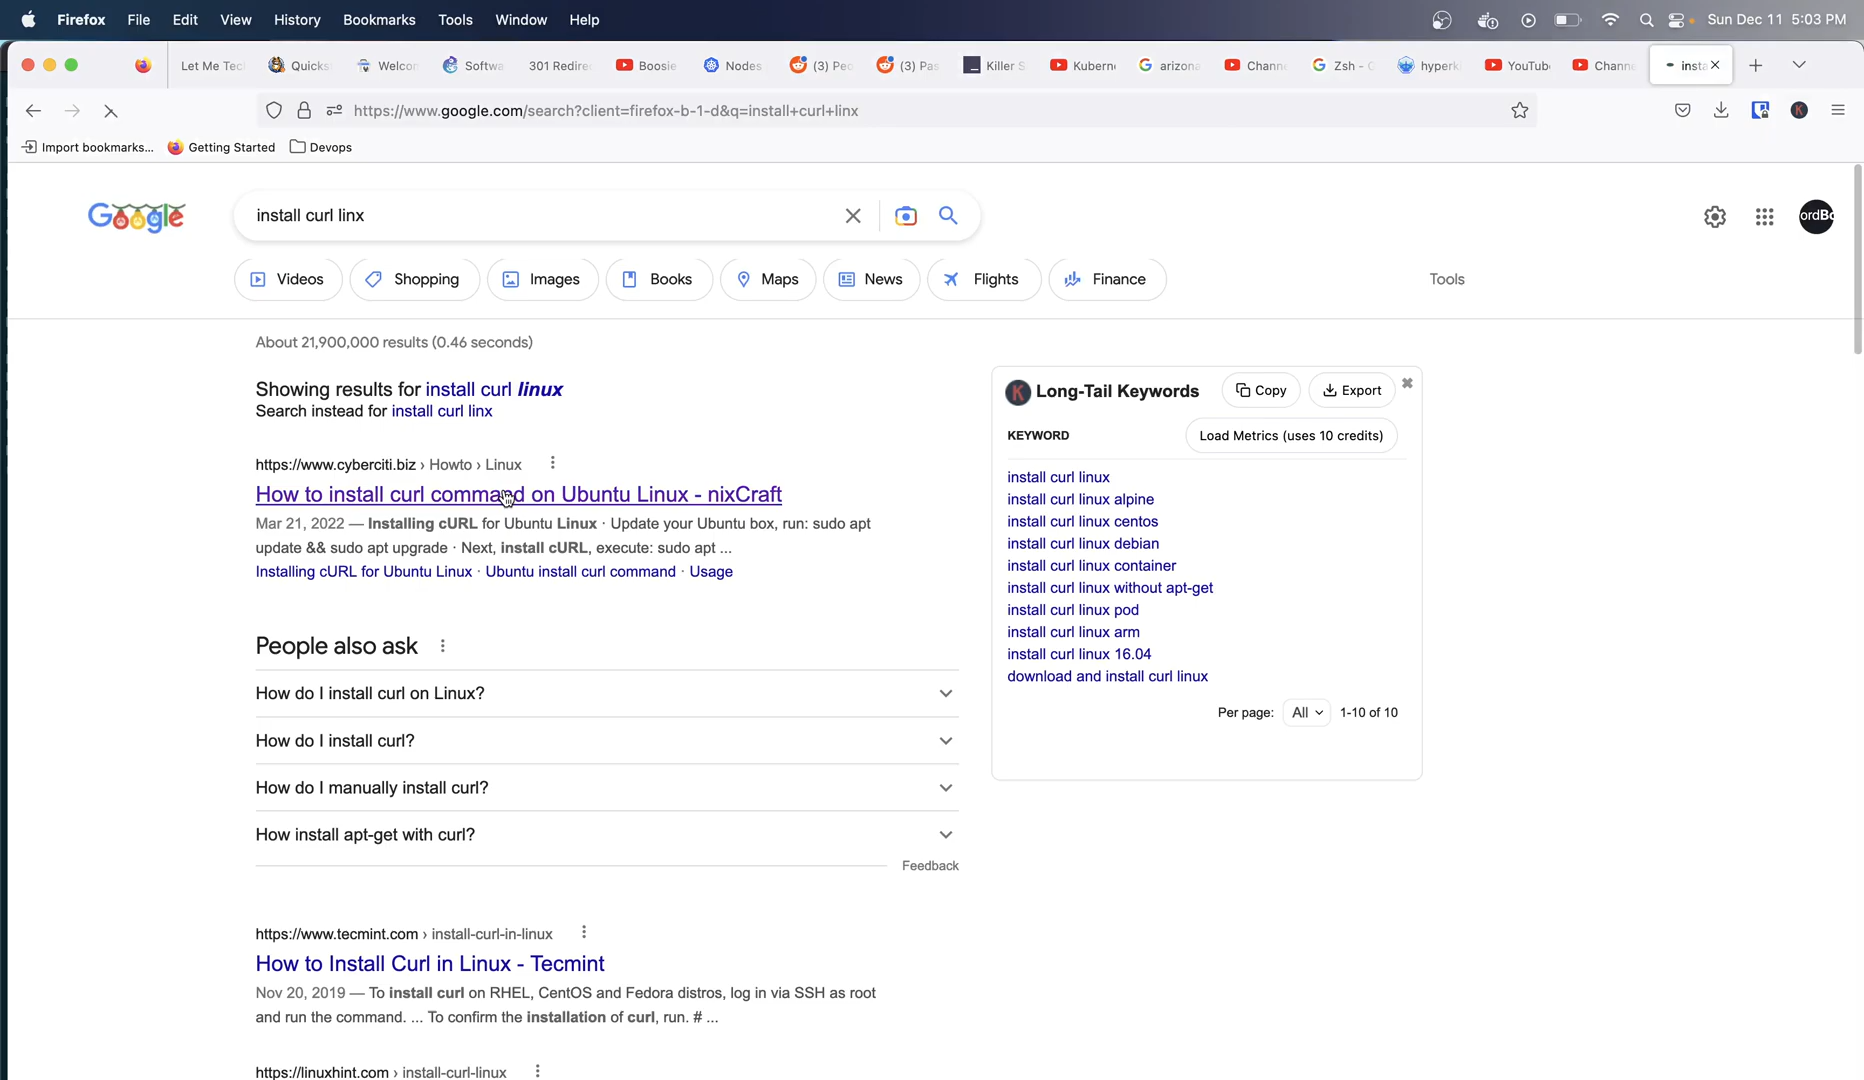 Firefox File Edit View History Bookmarks Tools Window Help Sun Dec 11 5:03 PM
Let Me Tec Quicks Welcon Softwa 301 Redire Boosie Nodes (3) Peo (3) Pas Killer S Kubern arizona Chann Zsh - hyperk YouTub Chann insta
https://www.google.com/search?client=firefox-b-1-d&q=install+curl+linx
Import bookmarks... Getting Started Devops
Google install curl linx ordBo
Videos Shopping Images Books Maps News Flights Finance Tools
About 21,900,000 results (0.46 seconds)
Showing results for install curl linux
Search instead for install curl linx
https://www.cyberciti.biz › Howto › Linux
How to install curl command on Ubuntu Linux - nixCraft
Mar 21, 2022 — Installing cURL for Ubuntu Linux · Update your Ubuntu box, run: sudo apt
update && sudo apt upgrade · Next, install cURL, execute: sudo apt ...
Installing cURL for Ubuntu Linux · Ubuntu install curl command · Usage
People also ask
How do I install curl on Linux?
How do I install curl?
How do I manually install curl?
How install apt-get with curl?
Feedback
https://www.tecmint.com › install-curl-in-linux
How to Install Curl in Linux - Tecmint
Nov 20, 2019 — To install curl on RHEL, CentOS and Fedora distros, log in via SSH as root
and run the command. ... To confirm the installation of curl, run. # ...
https://linuxhint.com › install-curl-linux
K Long-Tail Keywords Copy Export
KEYWORD Load Metrics (uses 10 credits)
install curl linux
install curl linux alpine
install curl linux centos
install curl linux debian
install curl linux container
install curl linux without apt-get
install curl linux pod
install curl linux arm
install curl linux 16.04
download and install curl linux
Per page: All 1-10 of 10